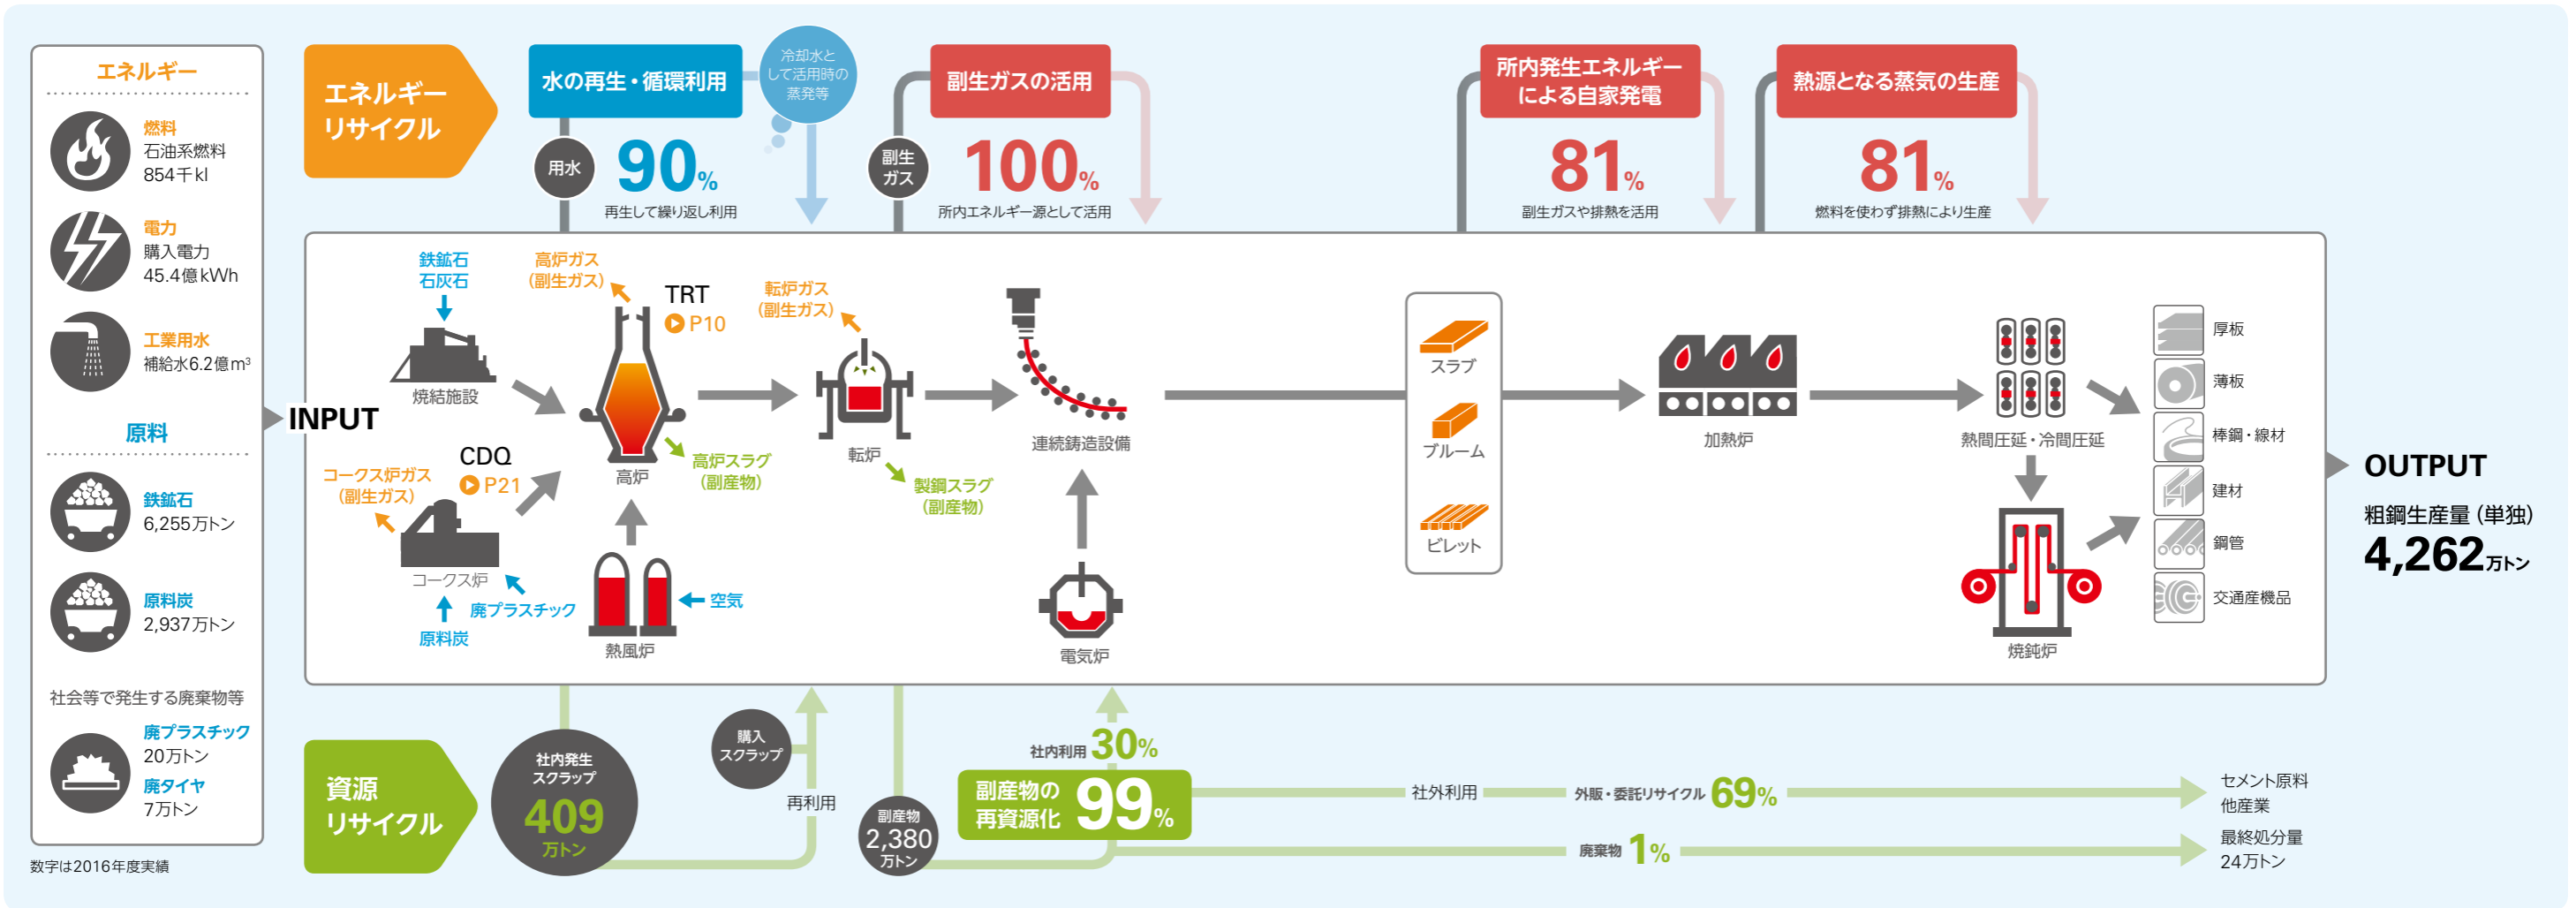 エネルギー
燃料
石油系燃料
854千kl
電力
購入電力
45.4億kWh
工業用水
補給水6.2億m³
原料
鉄鉱石
6,255万トン
原料炭
2,937万トン
社会等で発生する廃棄物等
廃プラスチック
20万トン
廃タイヤ
7万トン
数字は2016年度実績
エネルギー
リサイクル
水の再生・循環利用
用水
90%
再生して繰り返し利用
冷却水と
して活用時の
蒸発等
副生ガスの活用
副生
ガス
100%
所内エネルギー源として活用
所内発生エネルギー
による自家発電
81%
副生ガスや排熱を活用
熱源となる蒸気の生産
81%
燃料を使わず排熱により生産
INPUT
鉄鉱石
石灰石
焼結施設
コークス炉ガス
(副生ガス)
CDQ
P21
コークス炉
原料炭
廃プラスチック
高炉ガス
(副生ガス)
TRT
P10
高炉
高炉スラグ
(副産物)
熱風炉
空気
転炉ガス
(副生ガス)
転炉
製鋼スラグ
(副産物)
連続鋳造設備
電気炉
スラブ
ブルーム
ビレット
加熱炉
熱間圧延・冷間圧延
焼鈍炉
厚板
薄板
棒鋼・線材
建材
鋼管
交通産機品
OUTPUT
粗鋼生産量(単独)
4,262万トン
資源
リサイクル
社内発生
スクラップ
409
万トン
購入
スクラップ
再利用
副産物
2,380
万トン
社内利用 30%
副産物の
再資源化
99%
社外利用
外販・委託リサイクル 69%
セメント原料
他産業
廃棄物 1%
最終処分量
24万トン